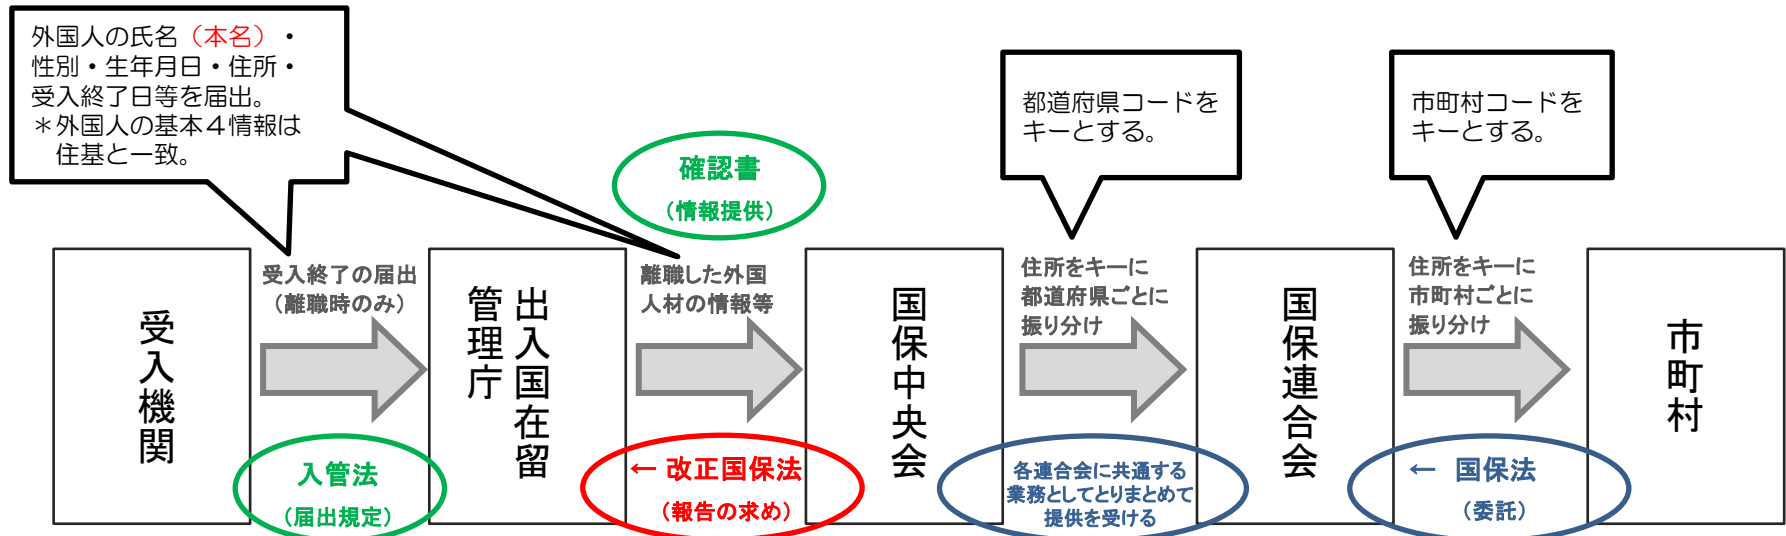 外国人の氏名（本名）・
性別・生年月日・住所・
受入終了日等を届出。
＊外国人の基本４情報は
住基と一致。
確認書
（情報提供）
都道府県コードを
キーとする。
市町村コードを
キーとする。
受入機関
受入終了の届出
（離職時のみ）
入管法
（届出規定）
出入国在留
管理庁
離職した外国
人材の情報等
← 改正国保法
（報告の求め）
国保中央会
住所をキーに
都道府県ごとに
振り分け
各連合会に共通する
業務としてとりまとめて
提供を受ける
国保連合会
住所をキーに
市町村ごとに
振り分け
← 国保法
（委託）
市町村